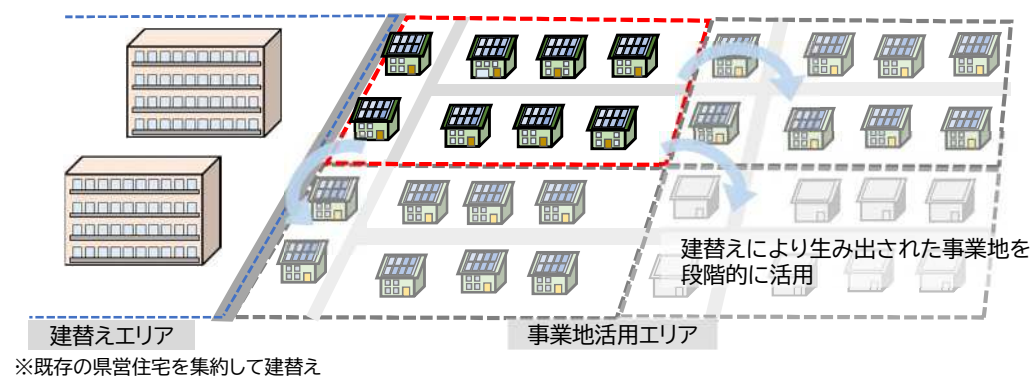 建替えにより生み出された事業地を
段階的に活用
建替えエリア
事業地活用エリア
※既存の県営住宅を集約して建替え